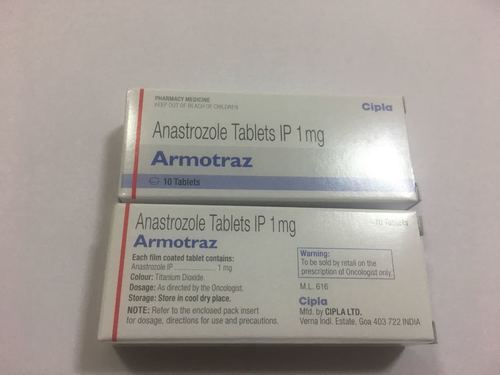 PHARMACY MEDICINE
KEEP OUT OF REACH OF CHILDREN
Cipla
Anastrozole Tablets IP 1 mg
Armotraz
10 Tablets
Anastrozole Tablets IP 1 mg
10 Tablets
Armotraz
Each film coated tablet contains:
Anastrozole IP .................. 1 mg
Colour: Titanium Dioxide.
Dosage: As directed by the Oncologist.
Storage: Store in cool dry place.
NOTE: Refer to the enclosed pack insert
for dosage, directions for use and precautions.
Warning:
To be sold by retail on the
prescription of Oncologist only.
M.L. 616
Cipla
Mfd. by CIPLA LTD.
Verna Indl. Estate, Goa 403 722 INDIA